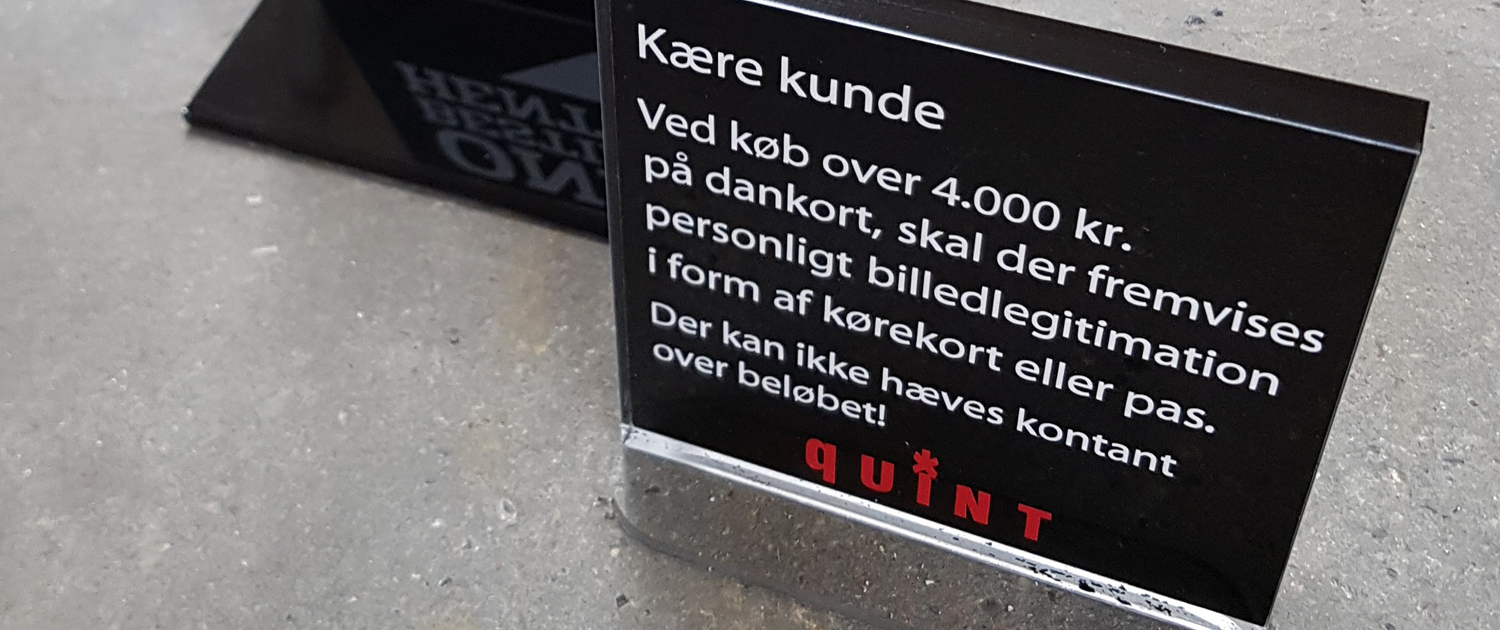 Kære kunde
Ved køb over 4.000 kr.
på dankort, skal der fremvises
personligt billedlegitimation
i form af kørekort eller pas.
Der kan ikke hæves kontant
over beløbet!
quiNT